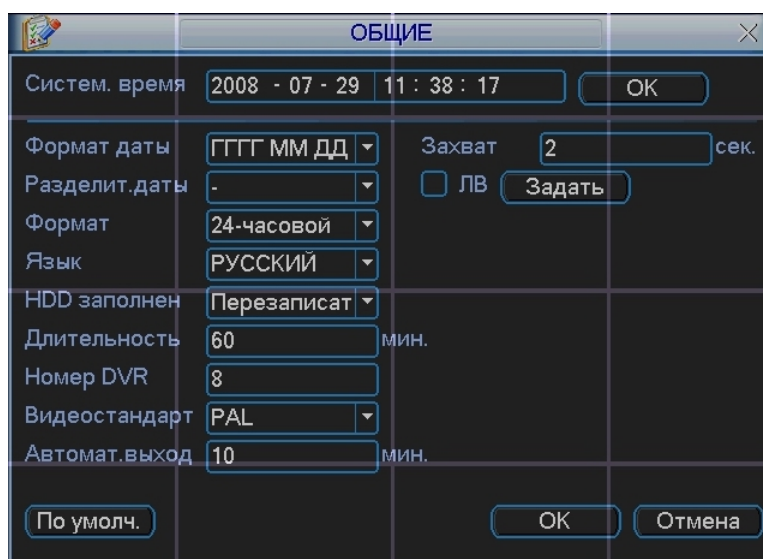 ОБЩИЕ
Систем. время 2008 - 07 - 29 11 : 38 : 17 OK
Формат даты ГГГГ ММ ДД Захват 2 сек.
Разделит.даты - ЛВ Задать
Формат 24-часовой
Язык РУССКИЙ
HDD заполнен Перезаписат
Длительность 60 мин.
Номер DVR 8
Видеостандарт PAL
Автомат.выход 10 мин.
По умолч. OK Отмена